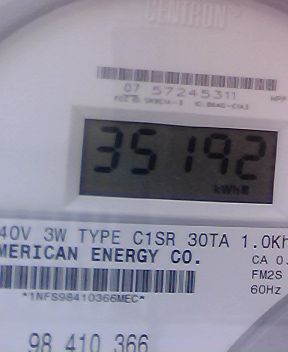 CENTRON®
07 57245311
35192
kWh
40V 3W TYPE C1SR 30TA 1.0Kh
MERICAN ENERGY CO.
CA 0.
FM2S
60Hz
*1NFS98410366MEC*
98 410 366